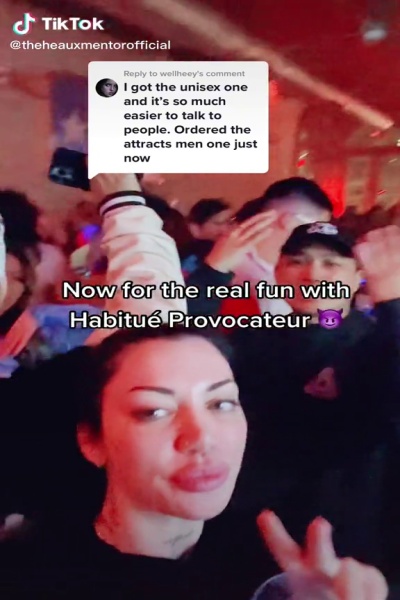 TikTok
@theheauxmentorofficial
Reply to wellheey's comment
I got the unisex one
and it's so much
easier to talk to
people. Ordered the
attracts men one just
now
Now for the real fun with
Habitué Provocateur 😈